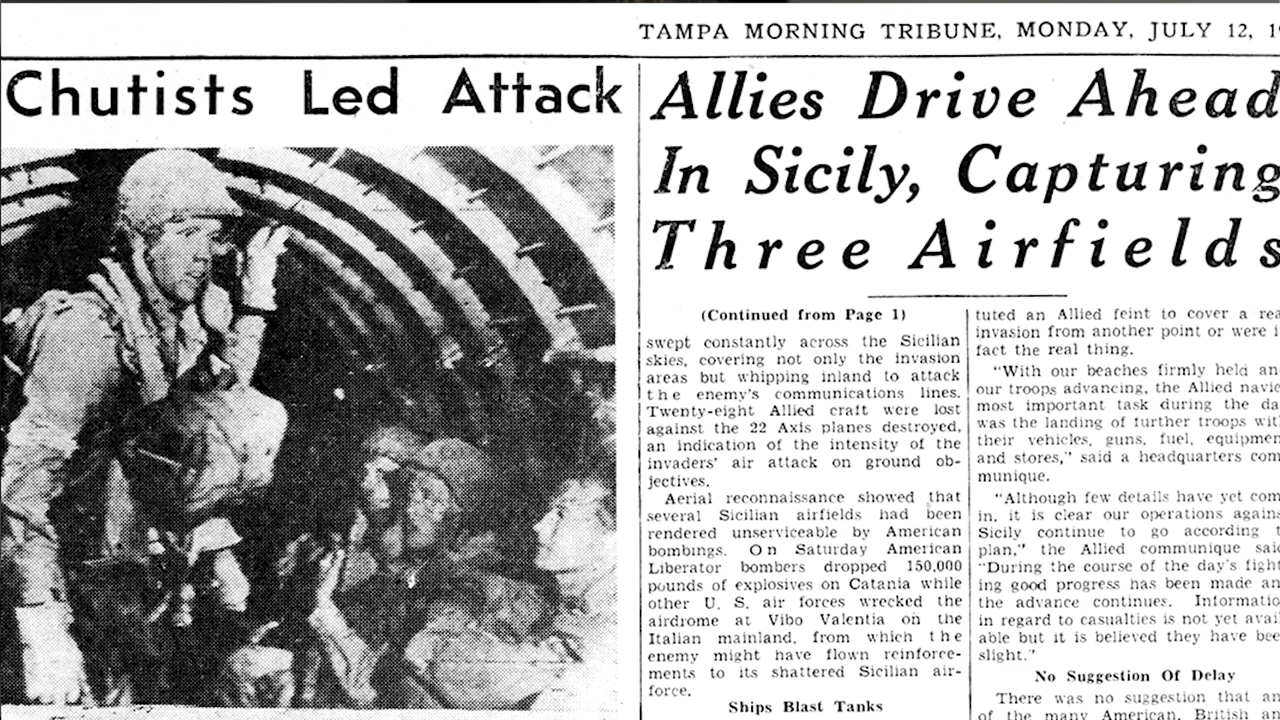 TAMPA MORNING TRIBUNE, MONDAY, JULY 12,
Chutists Led Attack
Allies Drive Ahead
In Sicily, Capturing
Three Airfields
(Continued from Page 1)
swept constantly across the Sicilian
skies, covering not only the invasion
areas but whipping inland to attack
the enemy's communications lines.
Twenty-eight Allied craft were lost
against the 22 Axis planes destroyed,
an indication of the intensity of the
invaders' air attack on ground ob-
jectives.
Aerial reconnaissance showed that
several Sicilian airfields had been
rendered unserviceable by American
bombings. On Saturday American
Liberator bombers dropped 150,000
pounds of explosives on Catania while
other U. S. air forces wrecked the
airdrome at Vibo Valentia on the
Italian mainland, from which the
enemy might have flown reinforce-
ments to its shattered Sicilian air-
force.
Ships Blast Tanks
tuted an Allied feint to cover a
invasion from another point or were
fact the real thing.
"With our beaches firmly held
our troops advancing, the Allied
most important task during the
was the landing of further troops
their vehicles, guns, fuel,
and stores," said a headquarters com
munique.
"Although few details have yet
in, it is clear our operations
Sicily continue to go according
plan," the Allied communique
"During the course of the day's fight
ing good progress has been made
the advance continues.
in regard to casualties is not yet
able but it is believed they have
slight."
No Suggestion Of Delay
There was no suggestion that
of the many American, British